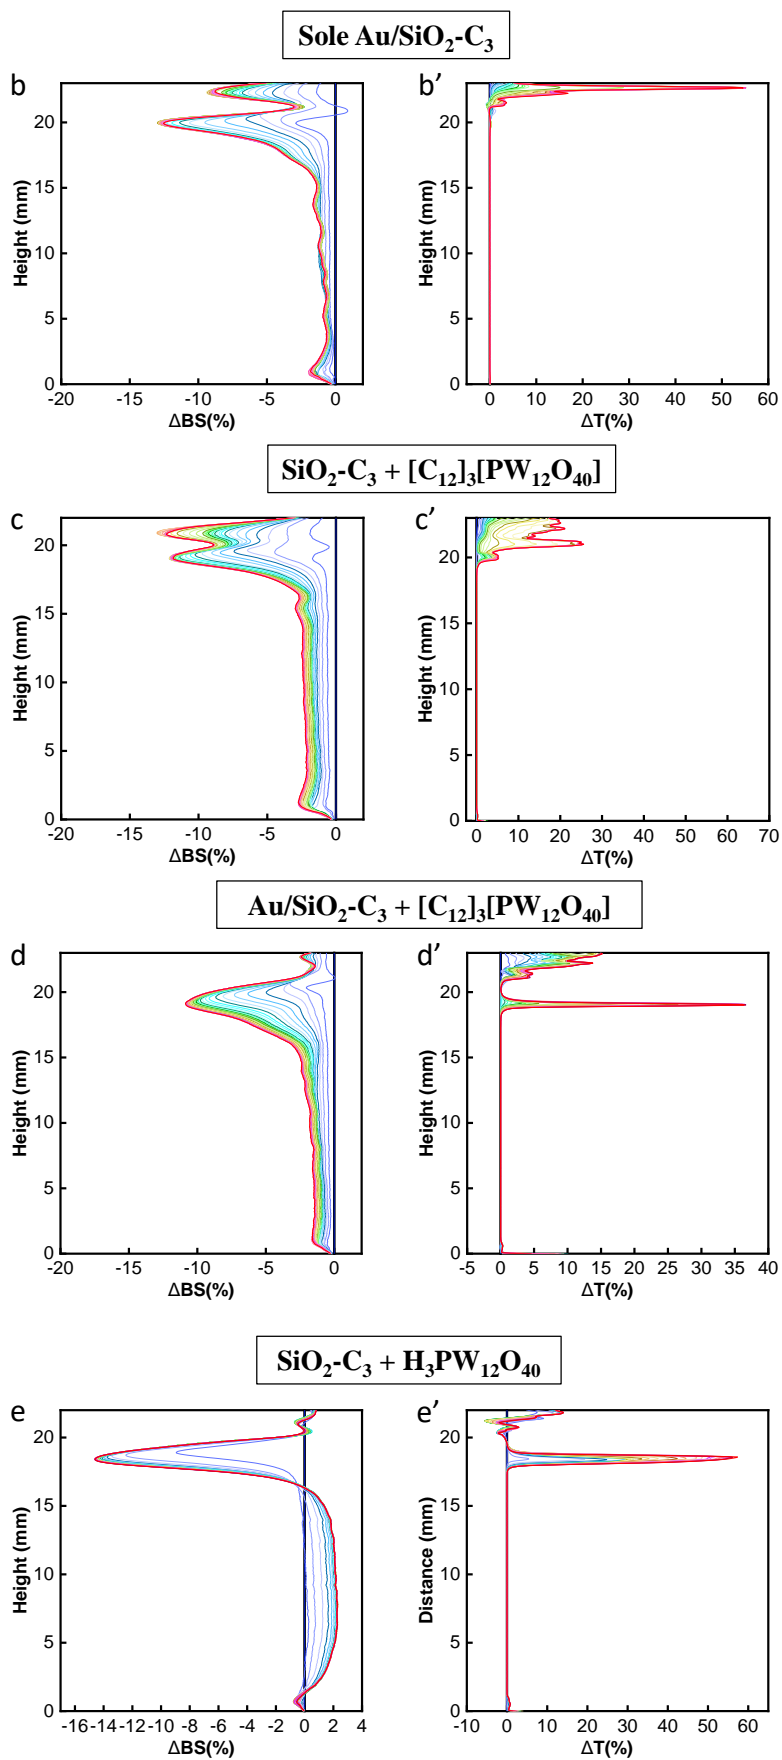 Sole Au/SiO₂-C₃
b
b’
20
15
10
5
0
Height (mm)
-20 -15 -10 -5 0
ΔBS(%)
20
15
10
5
0
Height (mm)
0 10 20 30 40 50 60
ΔT(%)
SiO₂-C₃ + [C₁₂]₃[PW₁₂O₄₀]
c
c’
20
15
10
5
0
Height (mm)
-20 -15 -10 -5 0
ΔBS(%)
20
15
10
5
0
Height (mm)
0 10 20 30 40 50 60 70
ΔT(%)
Au/SiO₂-C₃ + [C₁₂]₃[PW₁₂O₄₀]
d
d’
20
15
10
5
0
Height (mm)
-20 -15 -10 -5 0
ΔBS(%)
20
15
10
5
0
Height (mm)
-5 0 5 10 15 20 25 30 35 40
ΔT(%)
SiO₂-C₃ + H₃PW₁₂O₄₀
e
e’
20
15
10
5
0
Height (mm)
-16 -14 -12 -10 -8 -6 -4 -2 0 2 4
ΔBS(%)
20
15
10
5
0
Distance (mm)
-10 0 10 20 30 40 50 60
ΔT(%)